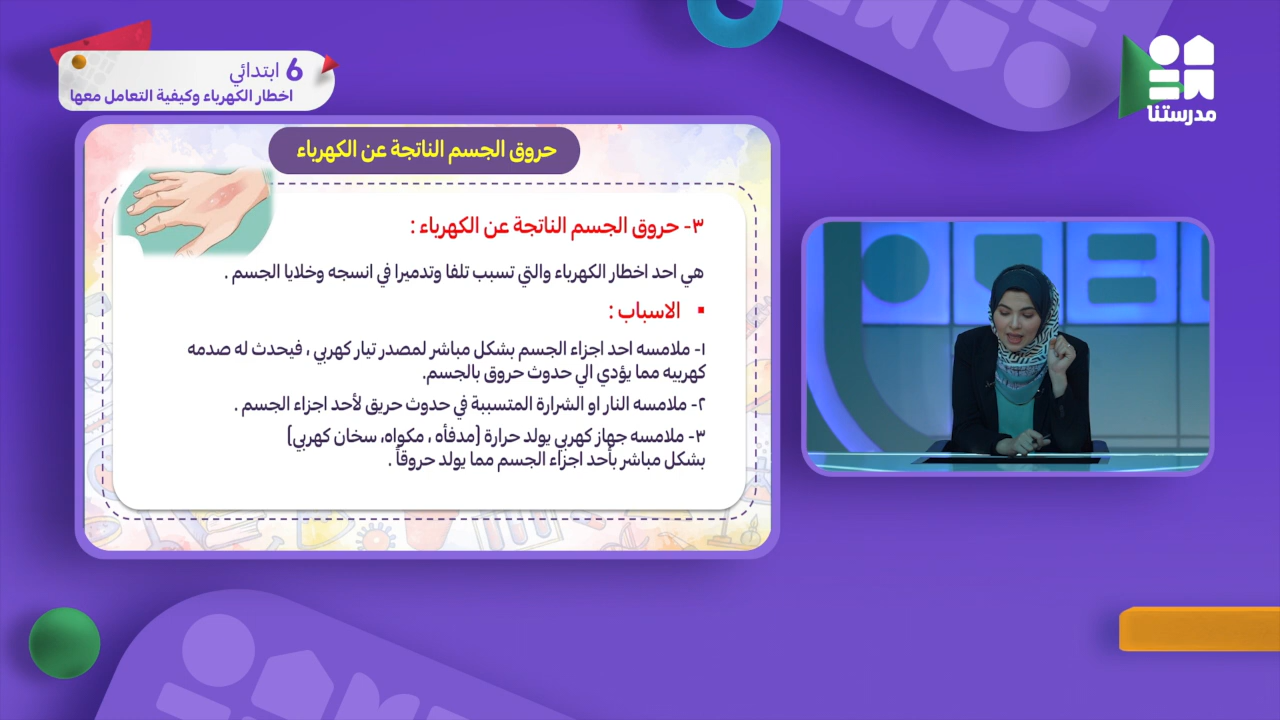 6 ابتدائي
اخطار الكهرباء وكيفية التعامل معها
مدرستنا
حروق الجسم الناتجة عن الكهرباء
٣- حروق الجسم الناتجة عن الكهرباء :
هي احد اخطار الكهرباء والتي تسبب تلفا وتدميرا في انسجه وخلايا الجسم .
▪ الاسباب :
١- ملامسه احد اجزاء الجسم بشكل مباشر لمصدر تيار كهربي ، فيحدث له صدمه
كهربيه مما يؤدي الي حدوث حروق بالجسم.
٢- ملامسه النار او الشرارة المتسببة في حدوث حريق لأحد اجزاء الجسم .
٣- ملامسه جهاز كهربي يولد حرارة (مدفأه ، مكواه، سخان كهربي)
بشكل مباشر بأحد اجزاء الجسم مما يولد حروقاً .